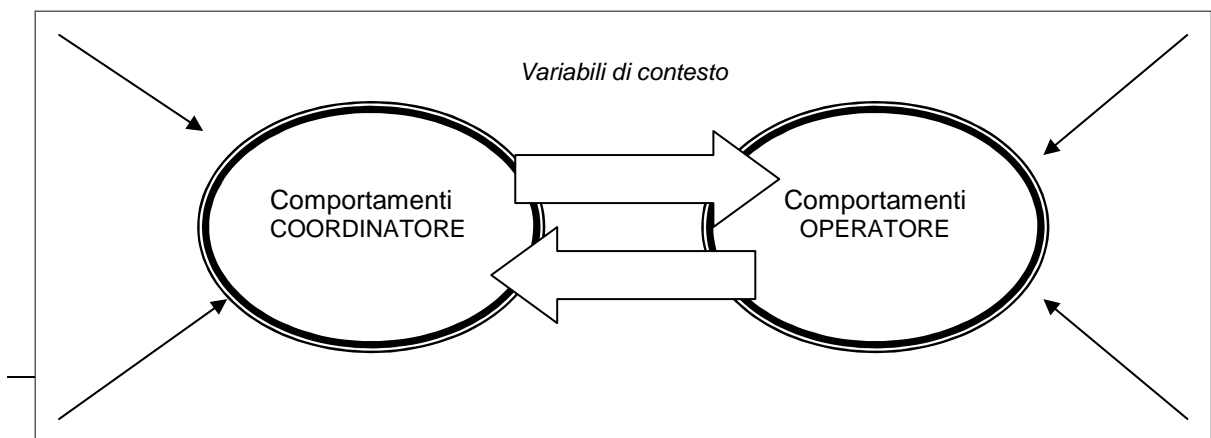 Variabili di contesto
Comportamenti
COORDINATORE
Comportamenti
OPERATORE